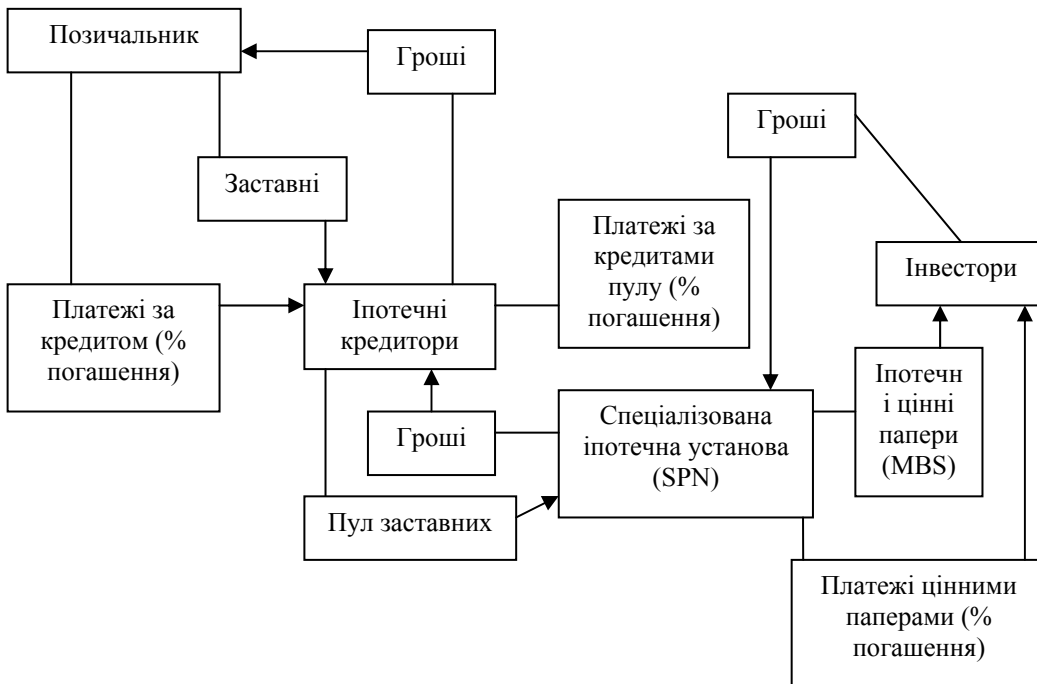 Позичальник
Гроші
Гроші
Заставні
Платежі за
кредитами
пулу (%
погашення)
Інвестори
Платежі за
кредитом (%
погашення)
Іпотечні
кредитори
Іпотечн
і цінні
папери
(MBS)
Гроші
Спеціалізована
іпотечна установа
(SPN)
Пул заставних
Платежі цінними
паперами (%
погашення)